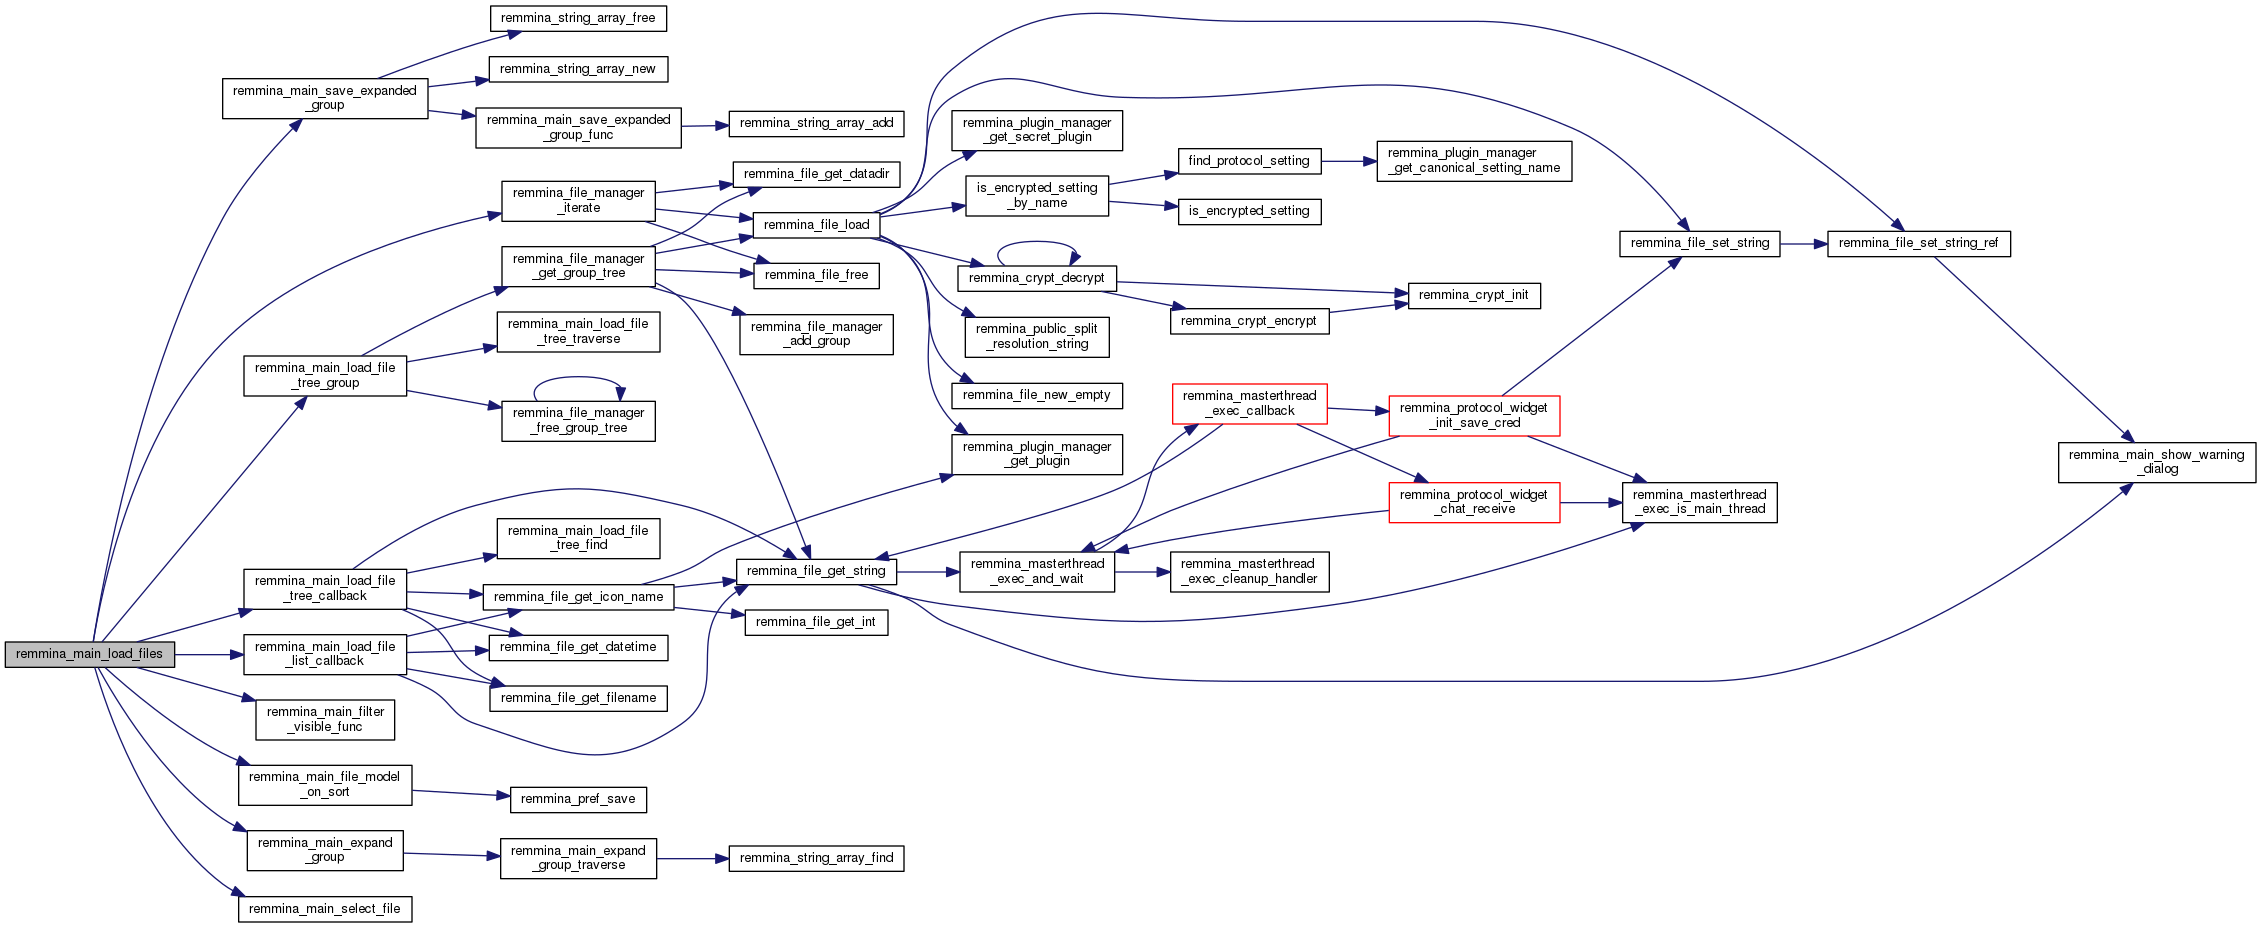 remmina_main_load_files
remmina_main_save_expanded
_group
remmina_main_load_file
_tree_group
remmina_main_load_file
_tree_callback
remmina_main_load_file
_list_callback
remmina_main_filter
_visible_func
remmina_main_file_model
_on_sort
remmina_main_expand
_group
remmina_main_select_file
remmina_string_array_free
remmina_string_array_new
remmina_main_save_expanded
_group_func
remmina_file_manager
_iterate
remmina_file_manager
_get_group_tree
remmina_main_load_file
_tree_traverse
remmina_file_manager
_free_group_tree
remmina_main_load_file
_tree_find
remmina_file_get_icon_name
remmina_file_get_datetime
remmina_file_get_filename
remmina_pref_save
remmina_main_expand
_group_traverse
remmina_string_array_add
remmina_file_get_datadir
remmina_file_load
remmina_file_free
remmina_file_manager
_add_group
remmina_file_get_string
remmina_file_get_int
remmina_string_array_find
remmina_plugin_manager
_get_secret_plugin
is_encrypted_setting
_by_name
remmina_crypt_decrypt
remmina_public_split
_resolution_string
remmina_file_new_empty
remmina_plugin_manager
_get_plugin
remmina_masterthread
_exec_and_wait
find_protocol_setting
is_encrypted_setting
remmina_crypt_encrypt
remmina_masterthread
_exec_callback
remmina_masterthread
_exec_cleanup_handler
remmina_plugin_manager
_get_canonical_setting_name
remmina_crypt_init
remmina_protocol_widget
_init_save_cred
remmina_protocol_widget
_chat_receive
remmina_file_set_string
remmina_masterthread
_exec_is_main_thread
remmina_file_set_string_ref
remmina_main_show_warning
_dialog